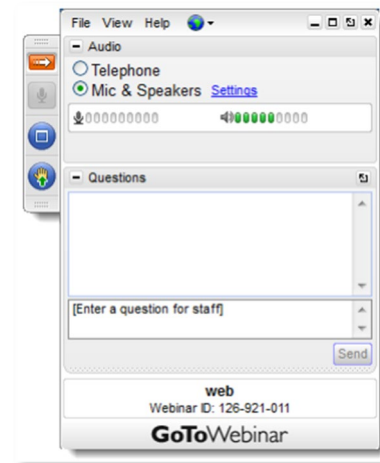 File View Help
Audio
Telephone
Mic & Speakers Settings
Questions
[Enter a question for staff]
Send
web
Webinar ID: 126-921-011
GoToWebinar